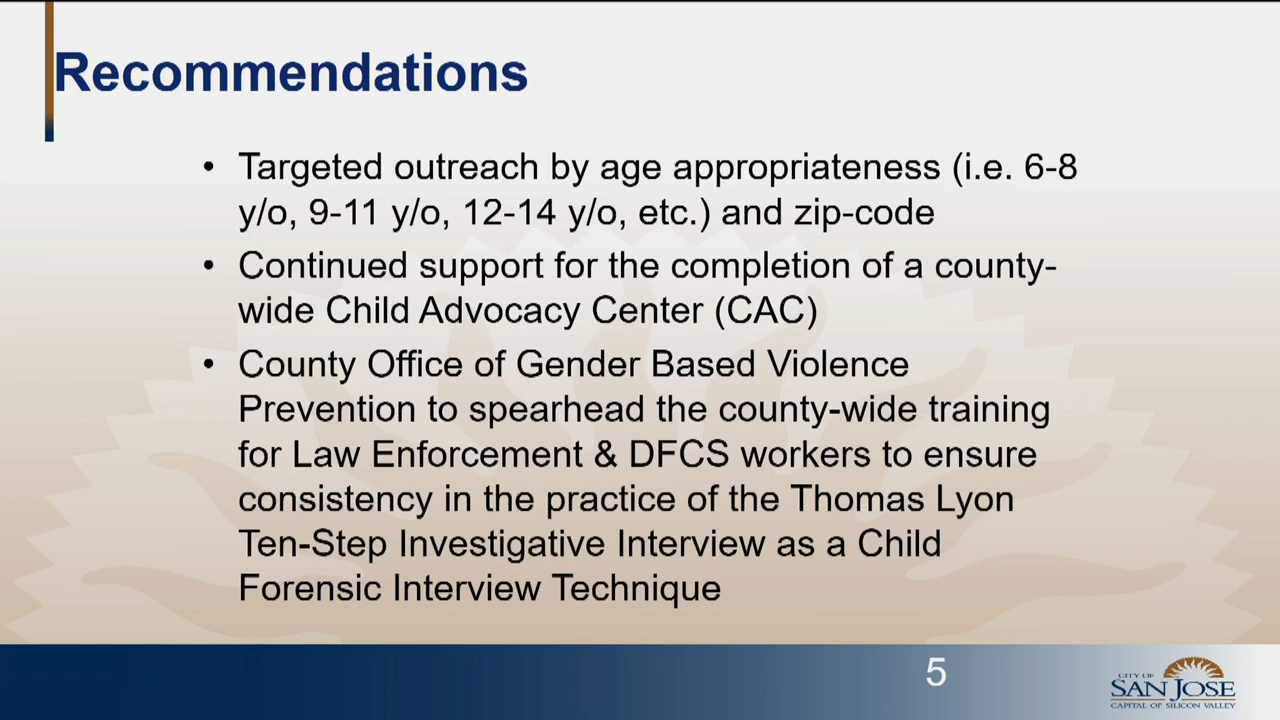 Recommendations
• Targeted outreach by age appropriateness (i.e. 6-8
y/o, 9-11 y/o, 12-14 y/o, etc.) and zip-code
• Continued support for the completion of a county-
wide Child Advocacy Center (CAC)
• County Office of Gender Based Violence
Prevention to spearhead the county-wide training
for Law Enforcement & DFCS workers to ensure
consistency in the practice of the Thomas Lyon
Ten-Step Investigative Interview as a Child
Forensic Interview Technique
5
CITY OF
SAN JOSE
CAPITAL OF SILICON VALLEY